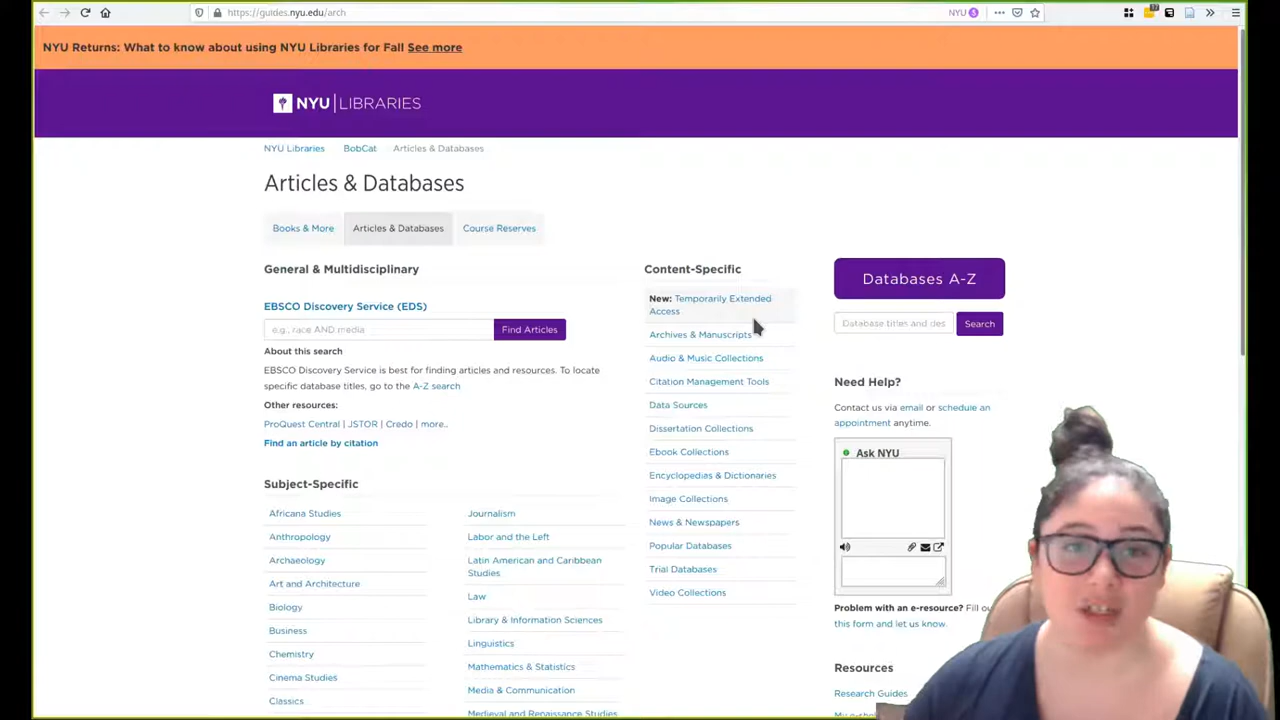 https://guides.nyu.edu/arch
NYU
17
NYU Returns: What to know about using NYU Libraries for Fall See more
NYU LIBRARIES
NYU Libraries BobCat Articles & Databases
Articles & Databases
Books & More Articles & Databases Course Reserves
General & Multidisciplinary
EBSCO Discovery Service (EDS)
e.g., race AND media Find Articles
About this search
EBSCO Discovery Service is best for finding articles and resources. To locate
specific database titles, go to the A-Z search
Other resources:
ProQuest Central | JSTOR | Credo | more..
Find an article by citation
Subject-Specific
Africana Studies
Anthropology
Archaeology
Art and Architecture
Biology
Business
Chemistry
Cinema Studies
Classics
Journalism
Labor and the Left
Latin American and Caribbean
Studies
Law
Library & Information Sciences
Linguistics
Mathematics & Statistics
Media & Communication
Medieval and Renaissance Studies
Content-Specific
New: Temporarily Extended
Access
Archives & Manuscripts
Audio & Music Collections
Citation Management Tools
Data Sources
Dissertation Collections
Ebook Collections
Encyclopedias & Dictionaries
Image Collections
News & Newspapers
Popular Databases
Trial Databases
Video Collections
Databases A-Z
Database titles and des Search
Need Help?
Contact us via email or schedule an
appointment anytime.
Ask NYU
Problem with an e-resource? Fill ou
this form and let us know.
Resources
Research Guides